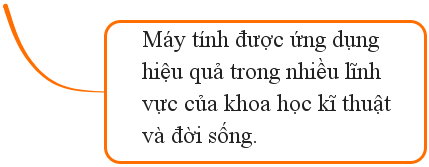 Máy tính được ứng dụng
hiệu quả trong nhiều lĩnh
vực của khoa học kĩ thuật
và đời sống.